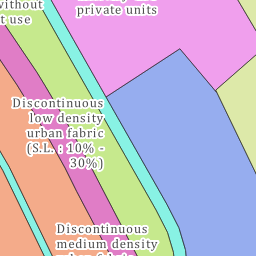 without
t use
private units
Discontinuous
low density
urban fabric
(S.L. : 10% -
30%)
Discontinuous
medium density